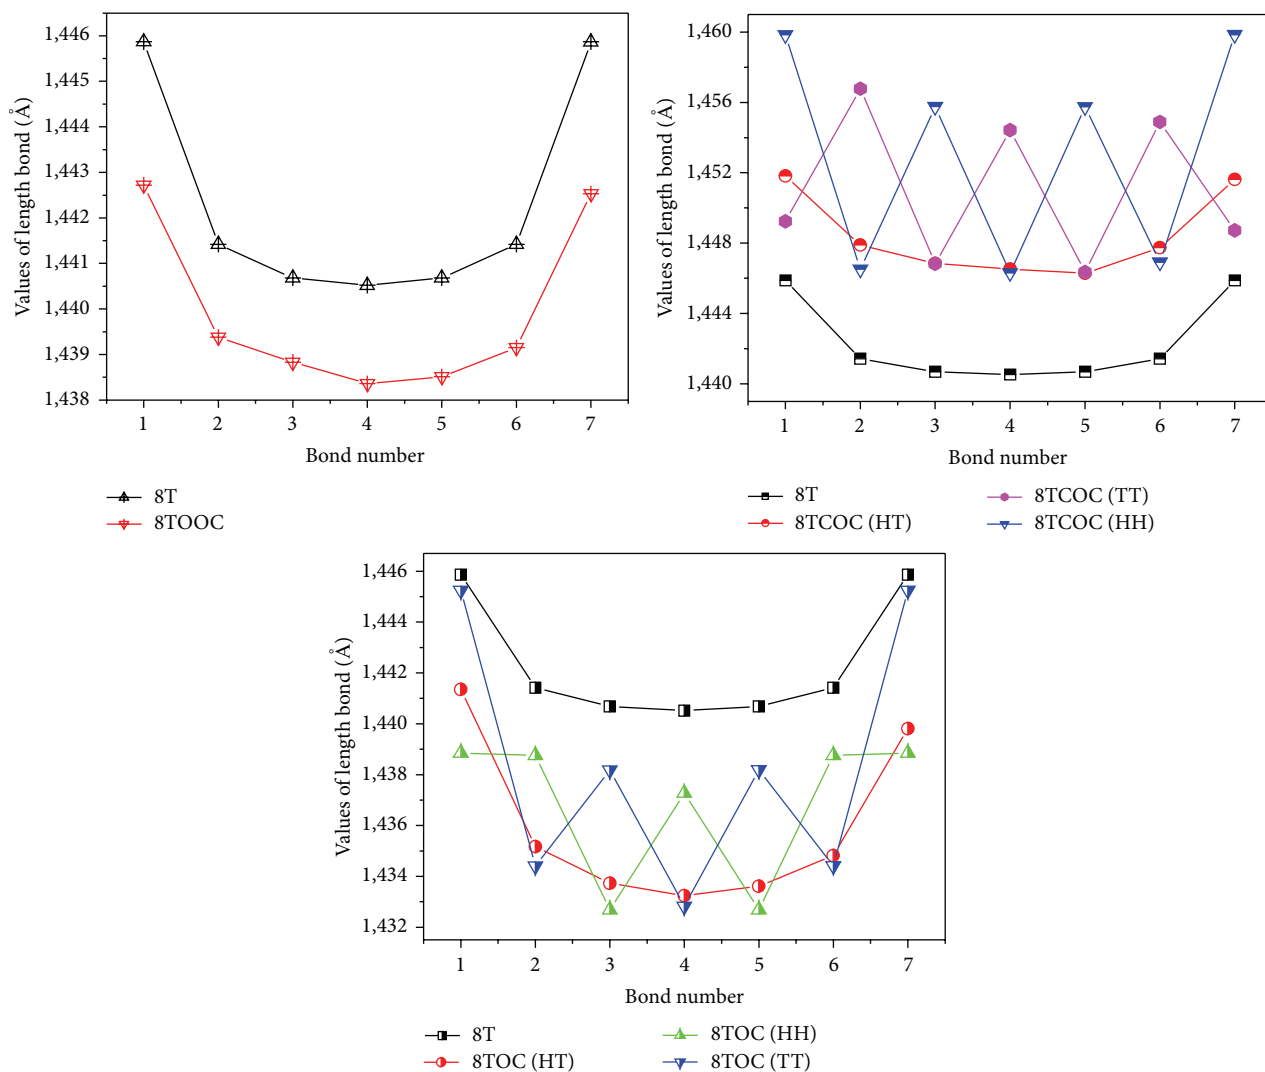 Values of length bond (Å)
1,446
1,445
1,444
1,443
1,442
1,441
1,440
1,439
1,438
1 2 3 4 5 6 7
Bond number
8T
8TOOC
Values of length bond (Å)
1,460
1,456
1,452
1,448
1,444
1,440
1 2 3 4 5 6 7
Bond number
8T
8TCOC (HT)
8TCOC (TT)
8TCOC (HH)
Values of length bond (Å)
1,446
1,444
1,442
1,440
1,438
1,436
1,434
1,432
1 2 3 4 5 6 7
Bond number
8T
8TOC (HT)
8TOC (HH)
8TOC (TT)